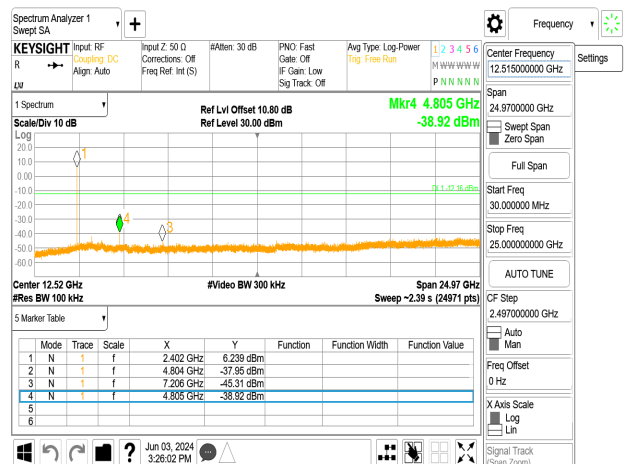 Spectrum Analyzer 1
Swept SA
Frequency
KEYSIGHT
R
Input: RF
Coupling: DC
Align: Auto
Input Z: 50 Ω
Corrections: Off
Freq Ref: Int (S)
#Atten: 30 dB
PNO: Fast
Gate: Off
IF Gain: Low
Sig Track: Off
Avg Type: Log-Power
Trig: Free Run
1 2 3 4 5 6
M W W W W W
P N N N N N
1 Spectrum
Scale/Div 10 dB
Ref Lvl Offset 10.80 dB
Ref Level 30.00 dBm
Mkr4 4.805 GHz
-38.92 dBm
Log
20.0
10.0
0.00
-10.0
-20.0
-30.0
-40.0
-50.0
-60.0
1
4
3
DL1 -12.16 dBm
Center 12.52 GHz
#Res BW 100 kHz
#Video BW 300 kHz
Span 24.97 GHz
Sweep ~2.39 s (24971 pts)
5 Marker Table
Mode Trace Scale X Y Function Function Width Function Value
1 N 1 f 2.402 GHz 6.239 dBm
2 N 1 f 4.804 GHz -37.95 dBm
3 N 1 f 7.206 GHz -45.31 dBm
4 N 1 f 4.805 GHz -38.92 dBm
5
6
?
Jun 03, 2024
3:26:02 PM
Center Frequency
12.515000000 GHz
Settings
Span
24.9700000 GHz
Swept Span
Zero Span
Full Span
Start Freq
30.000000 MHz
Stop Freq
25.000000000 GHz
AUTO TUNE
CF Step
2.497000000 GHz
Auto
Man
Freq Offset
0 Hz
X Axis Scale
Log
Lin
Signal Track
(Span Zoom)